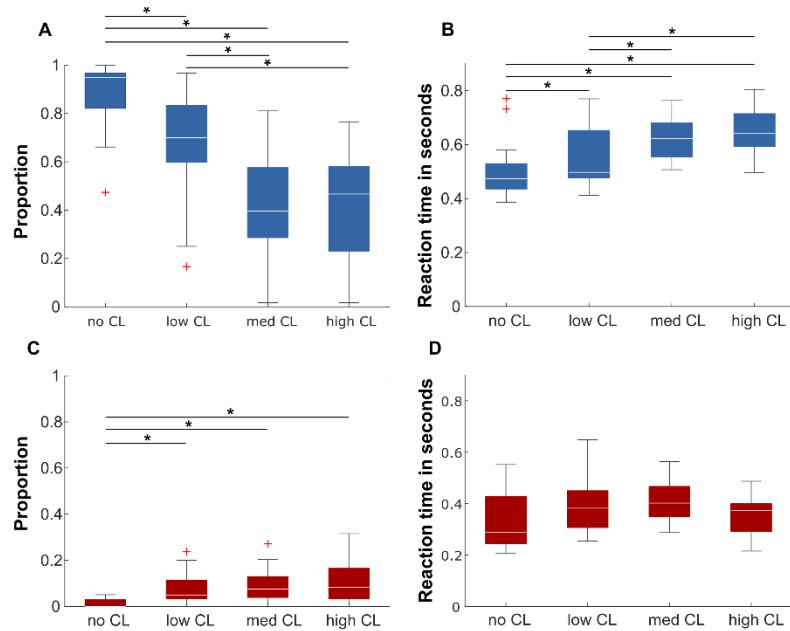 A
*
*
*
*
*
Proportion
1
0.8
0.6
0.4
0.2
0
no CL low CL med CL high CL
B
*
*
*
*
*
Reaction time in seconds
0.8
0.6
0.4
0.2
0
no CL low CL med CL high CL
C
*
*
*
Proportion
1
0.8
0.6
0.4
0.2
0
no CL low CL med CL high CL
D
Reaction time in seconds
0.8
0.6
0.4
0.2
0
no CL low CL med CL high CL